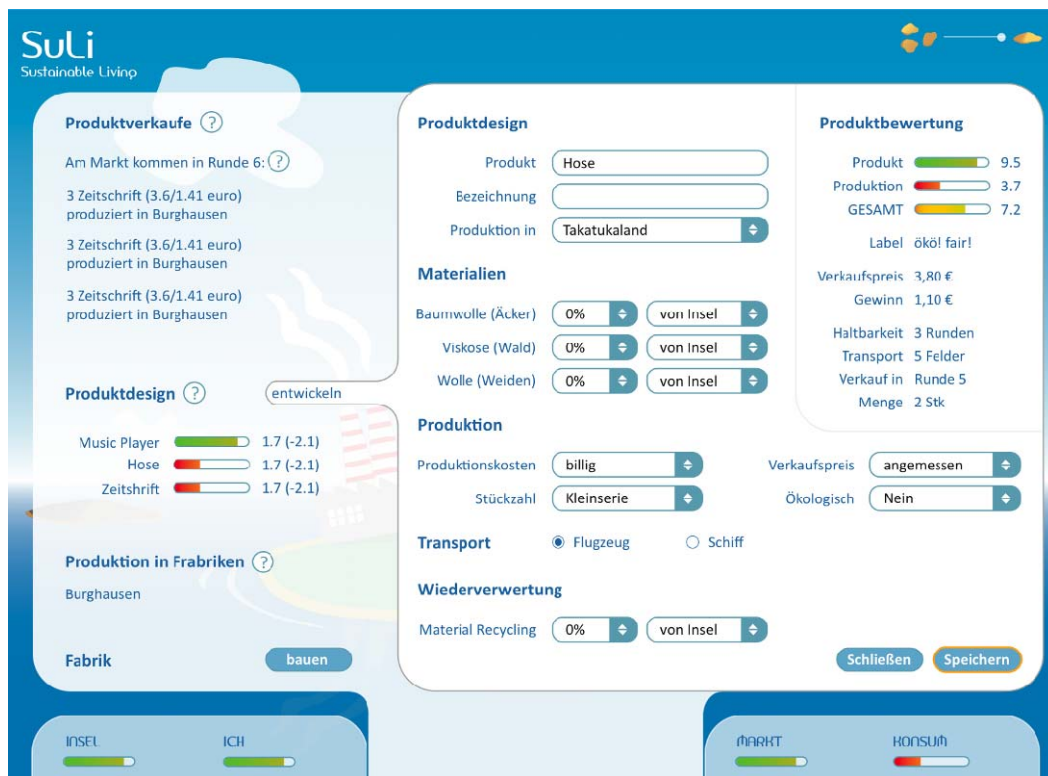 SuLi
Sustainable Living
Produktverkaufe ?
Am Markt kommen in Runde 6: ?
3 Zeitschrift (3.6/1.41 euro)
produziert in Burghausen
3 Zeitschrift (3.6/1.41 euro)
produziert in Burghausen
3 Zeitschrift (3.6/1.41 euro)
produziert in Burghausen
Produktdesign ? entwickeln
Music Player 1.7 (-2.1)
Hose 1.7 (-2.1)
Zeitshrift 1.7 (-2.1)
Produktion in Frabriken ?
Burghausen
Fabrik bauen
Produktdesign
Produkt Hose
Bezeichnung
Produktion in Takatukaland
Materialien
Baumwolle (Äcker) 0% von Insel
Viskose (Wald) 0% von Insel
Wolle (Weiden) 0% von Insel
Produktion
Produktionskosten billig Verkaufspreis angemessen
Stückzahl Kleinserie Ökologisch Nein
Transport Flugzeug Schiff
Wiederverwertung
Material Recycling 0% von Insel
Schließen Speichern
Produktbewertung
Produkt 9.5
Produktion 3.7
GESAMT 7.2
Label ökö! fair!
Verkaufspreis 3,80 €
Gewinn 1,10 €
Haltbarkeit 3 Runden
Transport 5 Felder
Verkauf in Runde 5
Menge 2 Stk
INSEL ICH MARKT KONSUM